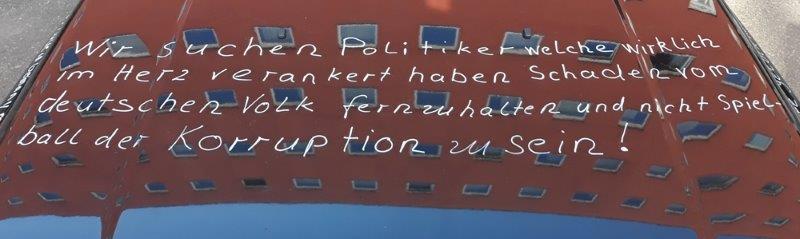 Wir suchen Politiker welche wirklich
im Herz verankert haben Schaden vom
deutschen Volk fernzuhalten und nicht Spiel-
ball der Korruption zu sein!